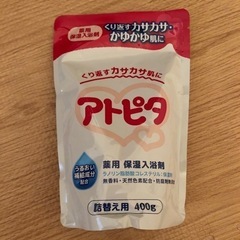 薬用
保湿入浴剤
くり返すカサカサ・
かゆかゆ肌に
くり返すカサカサ肌に
アトピタ
うるおい
補給成分
配合
薬用 保湿入浴剤
無香料・天然色素配合・防腐剤無添加
詰替え用 400g